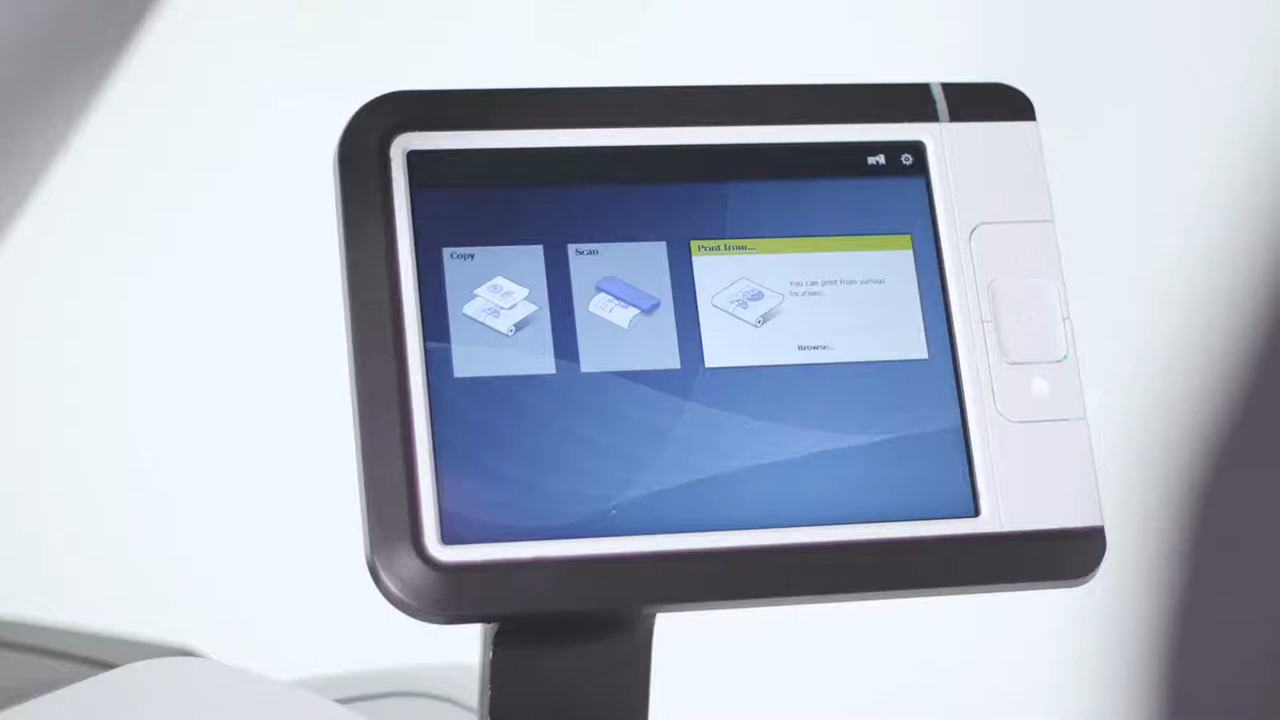 Copy
Scan
Print from...
You can print from various
locations.
Browse...